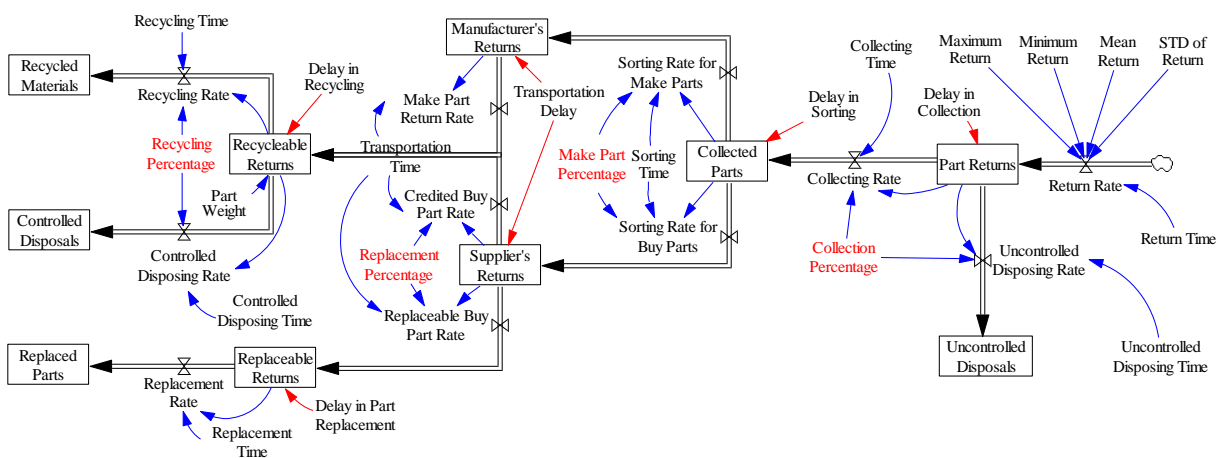 Recycling Time
Recycled
Materials
Recycling Rate
Delay in
Recycling
Recycling
Percentage
Recycleable
Returns
Part
Weight
Controlled
Disposals
Controlled
Disposing Rate
Controlled
Disposing Time
Replaced
Parts
Replacement
Rate
Replaceable
Returns
Delay in Part
Replacement
Replacement
Time
Manufacturer's
Returns
Make Part
Return Rate
Transportation
Delay
Transportation
Time
Credited Buy
Part Rate
Replacement
Percentage
Supplier's
Returns
Replaceable Buy
Part Rate
Sorting Rate for
Make Parts
Make Part
Percentage
Sorting
Time
Sorting Rate for
Buy Parts
Delay in
Sorting
Collected
Parts
Collecting
Time
Collecting Rate
Collection
Percentage
Delay in
Collection
Part Returns
Maximum
Return
Minimum
Return
Mean
Return
STD of
Return
Return Rate
Return Time
Uncontrolled
Disposing Rate
Uncontrolled
Disposing Time
Uncontrolled
Disposals